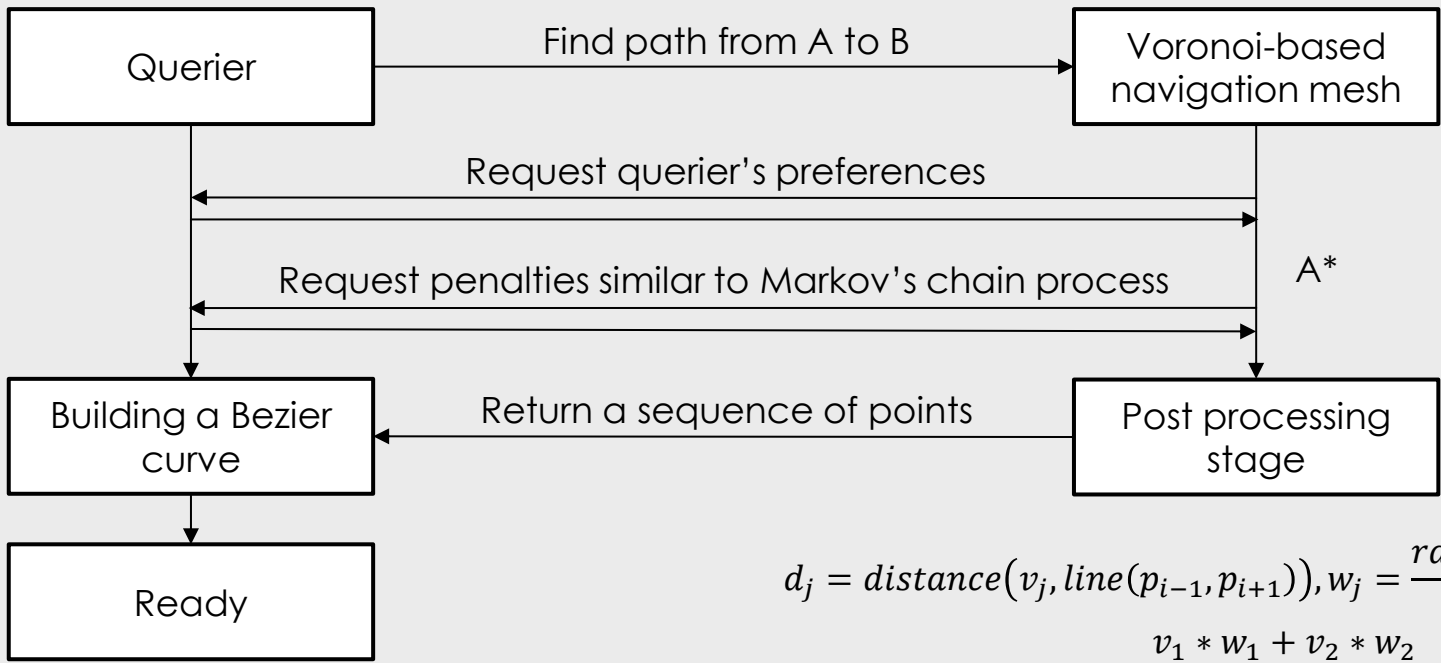 Querier
Find path from A to B
Voronoi-based
navigation mesh
Request querier’s preferences
Request penalties similar to Markov’s chain process
A*
Building a Bezier
curve
Return a sequence of points
Post processing
stage
Ready
d_j = distance(v_j, line(p_{i−1}, p_{i+1})), w_j =
v_1 * w_1 + v_2 * w_2